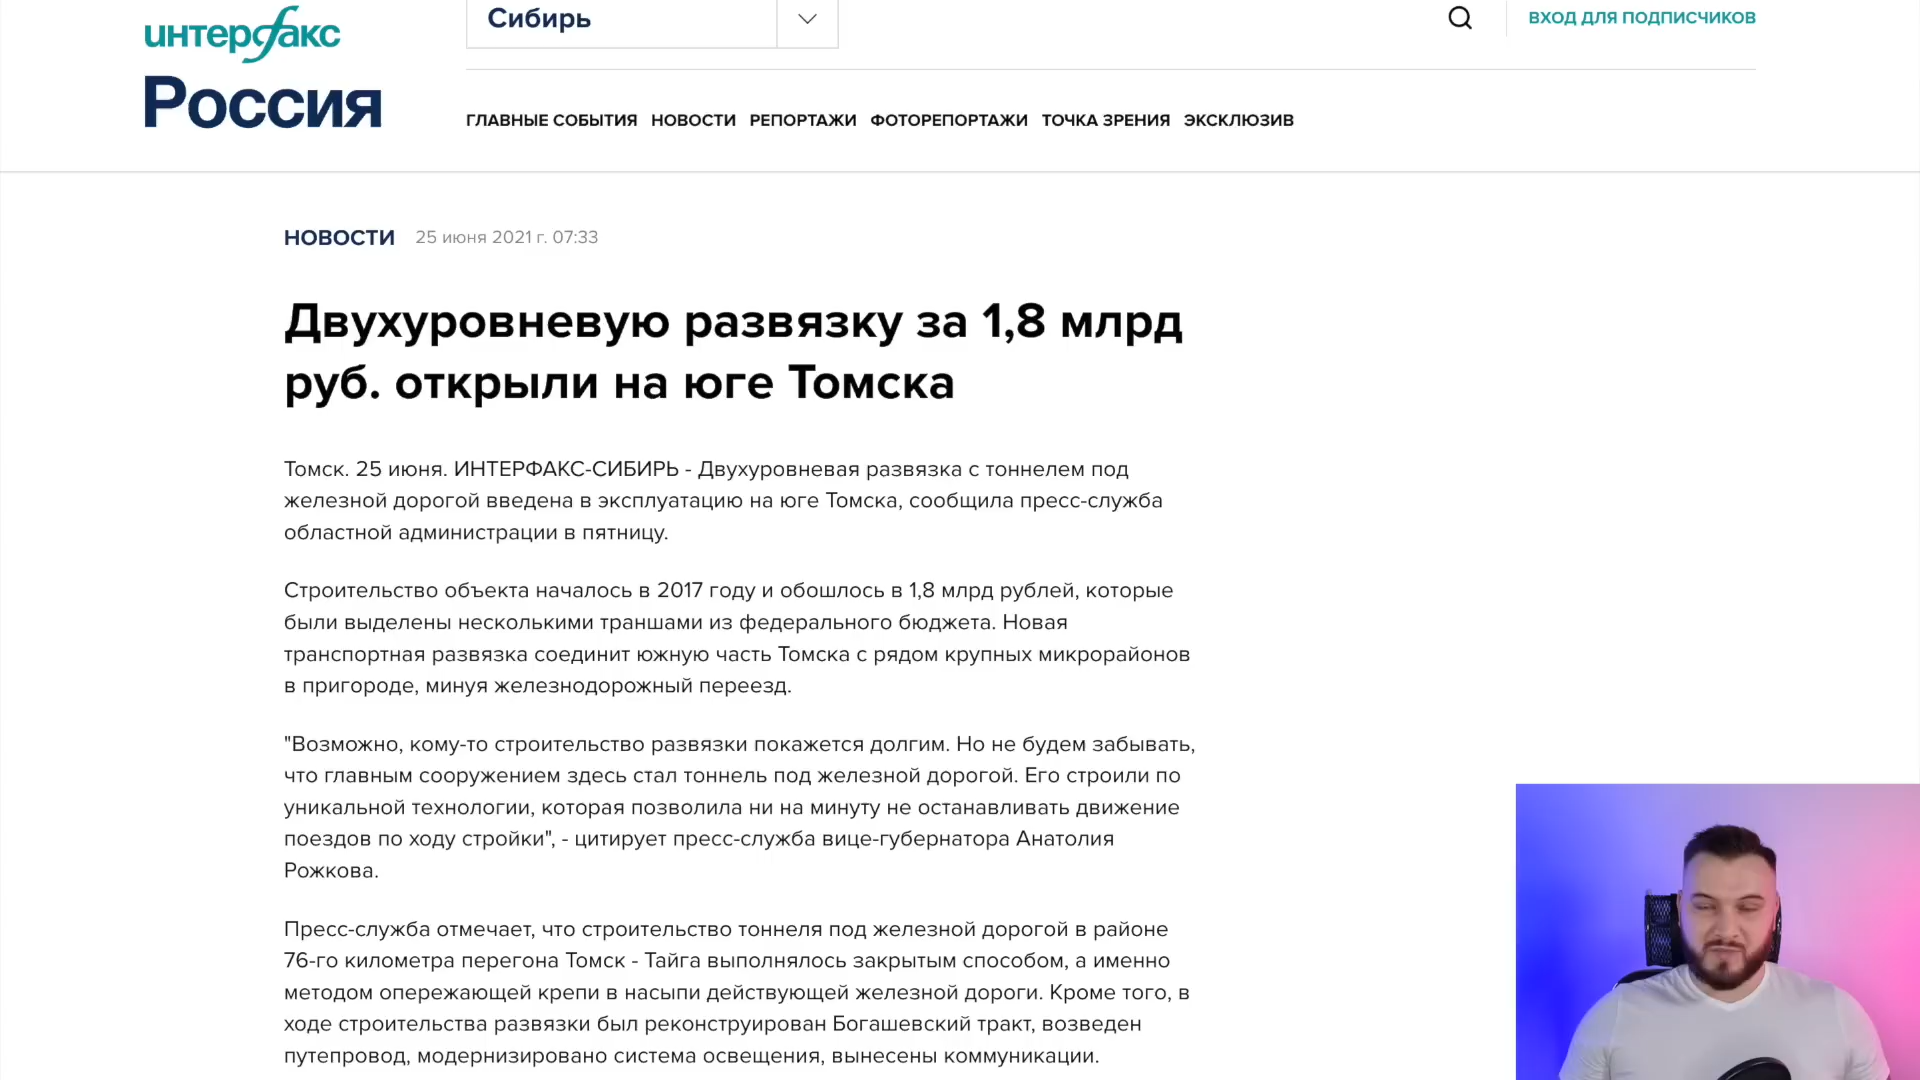 интерфакс
Россия
Сибирь
ВХОД ДЛЯ ПОДПИСЧИКОВ
ГЛАВНЫЕ СОБЫТИЯ НОВОСТИ РЕПОРТАЖИ ФОТОРЕПОРТАЖИ ТОЧКА ЗРЕНИЯ ЭКСКЛЮЗИВ
НОВОСТИ 25 июня 2021 г. 07:33
Двухуровневую развязку за 1,8 млрд
руб. открыли на юге Томска
Томск. 25 июня. ИНТЕРФАКС-СИБИРЬ - Двухуровневая развязка с тоннелем под
железной дорогой введена в эксплуатацию на юге Томска, сообщила пресс-служба
областной администрации в пятницу.
Строительство объекта началось в 2017 году и обошлось в 1,8 млрд рублей, которые
были выделены несколькими траншами из федерального бюджета. Новая
транспортная развязка соединит южную часть Томска с рядом крупных микрорайонов
в пригороде, минуя железнодорожный переезд.
"Возможно, кому-то строительство развязки покажется долгим. Но не будем забывать,
что главным сооружением здесь стал тоннель под железной дорогой. Его строили по
уникальной технологии, которая позволила ни на минуту не останавливать движение
поездов по ходу стройки", - цитирует пресс-служба вице-губернатора Анатолия
Рожкова.
Пресс-служба отмечает, что строительство тоннеля под железной дорогой в районе
76-го километра перегона Томск - Тайга выполнялось закрытым способом, а именно
методом опережающей крепи в насыпи действующей железной дороги. Кроме того, в
ходе строительства развязки был реконструирован Богашевский тракт, возведен
путепровод, модернизировано система освещения, вынесены коммуникации.